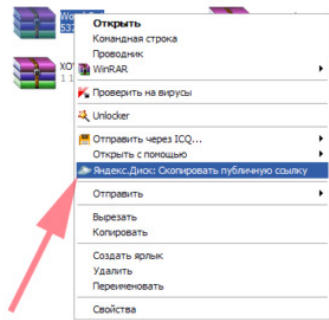 Открыть
Командная строка
Проводник
WinRAR
Проверить на вирусы
Unlocker
Отправить через ICQ...
Открыть с помощью
Яндекс.Диск: Скопировать публичную ссылку
Отправить
Вырезать
Копировать
Создать ярлык
Удалить
Переименовать
Свойства